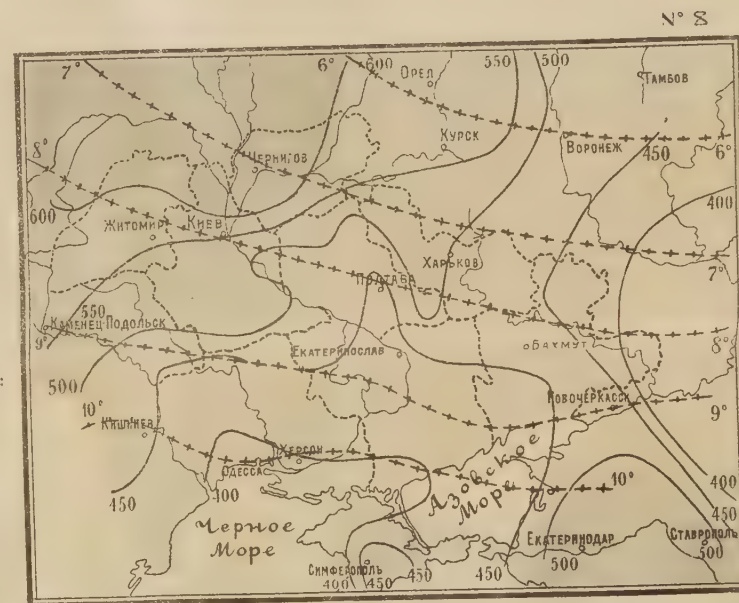 N° 8
7°
6°
600
ОРЕЛ
550
500
ТАМБОВ
КУРСК
ВОРОНЕЖ
450
6°
8°
ЧЕРНИГОВ
400
600
ЖИТОМИР
КИЕВ
ХАРЬКОВ
7°
ПОЛТАВА
550
КАМЕНЕЦ-ПОДОЛЬСК
9°
ЕКАТЕРИНОСЛАВ
БАХМУТ
8°
500
НОВОЧЕРКАССК
9°
10°
КИШИНЕВ
ХЕРСОН
ОДЕССА
10°
450
400
АЗОВСКОЕ
МОРЕ
400
450
ЧЕРНОЕ
МОРЕ
ЕКАТЕРИНОДАР
СТАВРОПОЛЬ
СИМФЕРОПОЛЬ
400
450
450
450
500
500